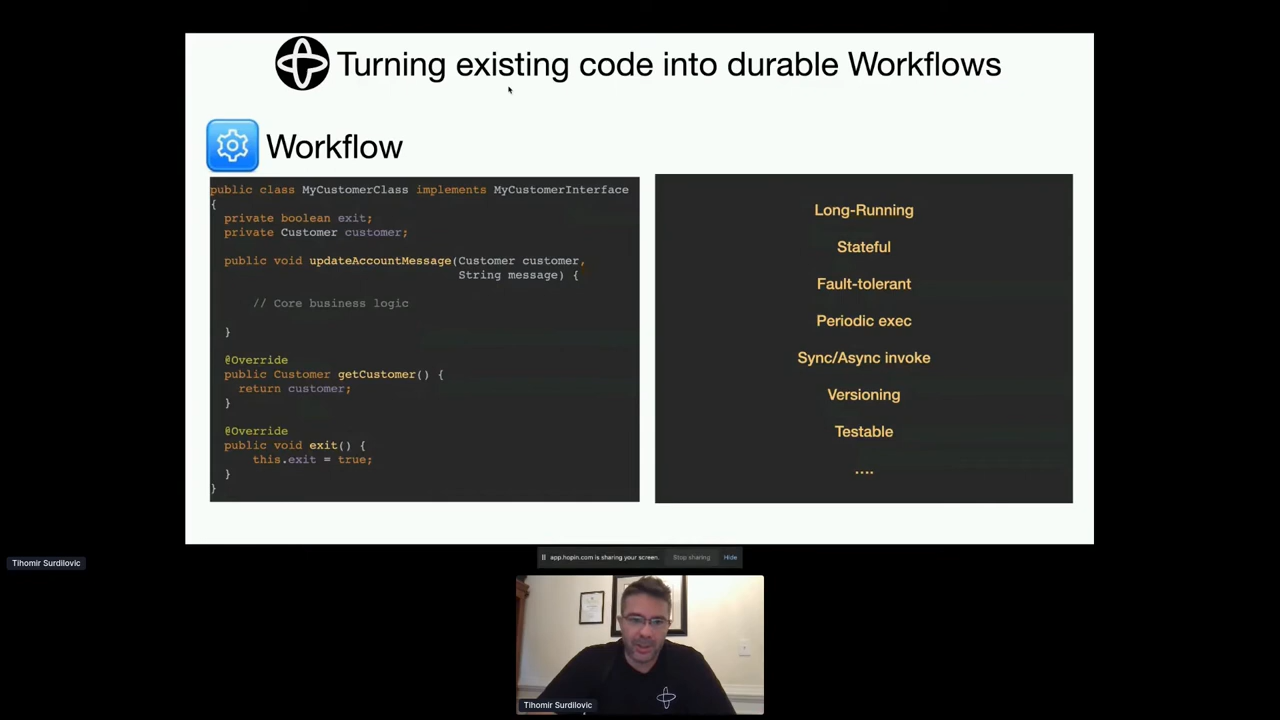 Turning existing code into durable Workflows
Workflow
public class MyCustomerClass implements MyCustomerInterface
{
private boolean exit;
private Customer customer;
public void updateAccountMessage(Customer customer,
String message) {
// Core business logic
}
@Override
public Customer getCustomer() {
return customer;
}
@Override
public void exit() {
this.exit = true;
}
}
Long-Running
Stateful
Fault-tolerant
Periodic exec
Sync/Async invoke
Versioning
Testable
....
app.hopin.com is sharing your screen. Stop sharing Hide
Tihomir Surdilovic
Tihomir Surdilovic